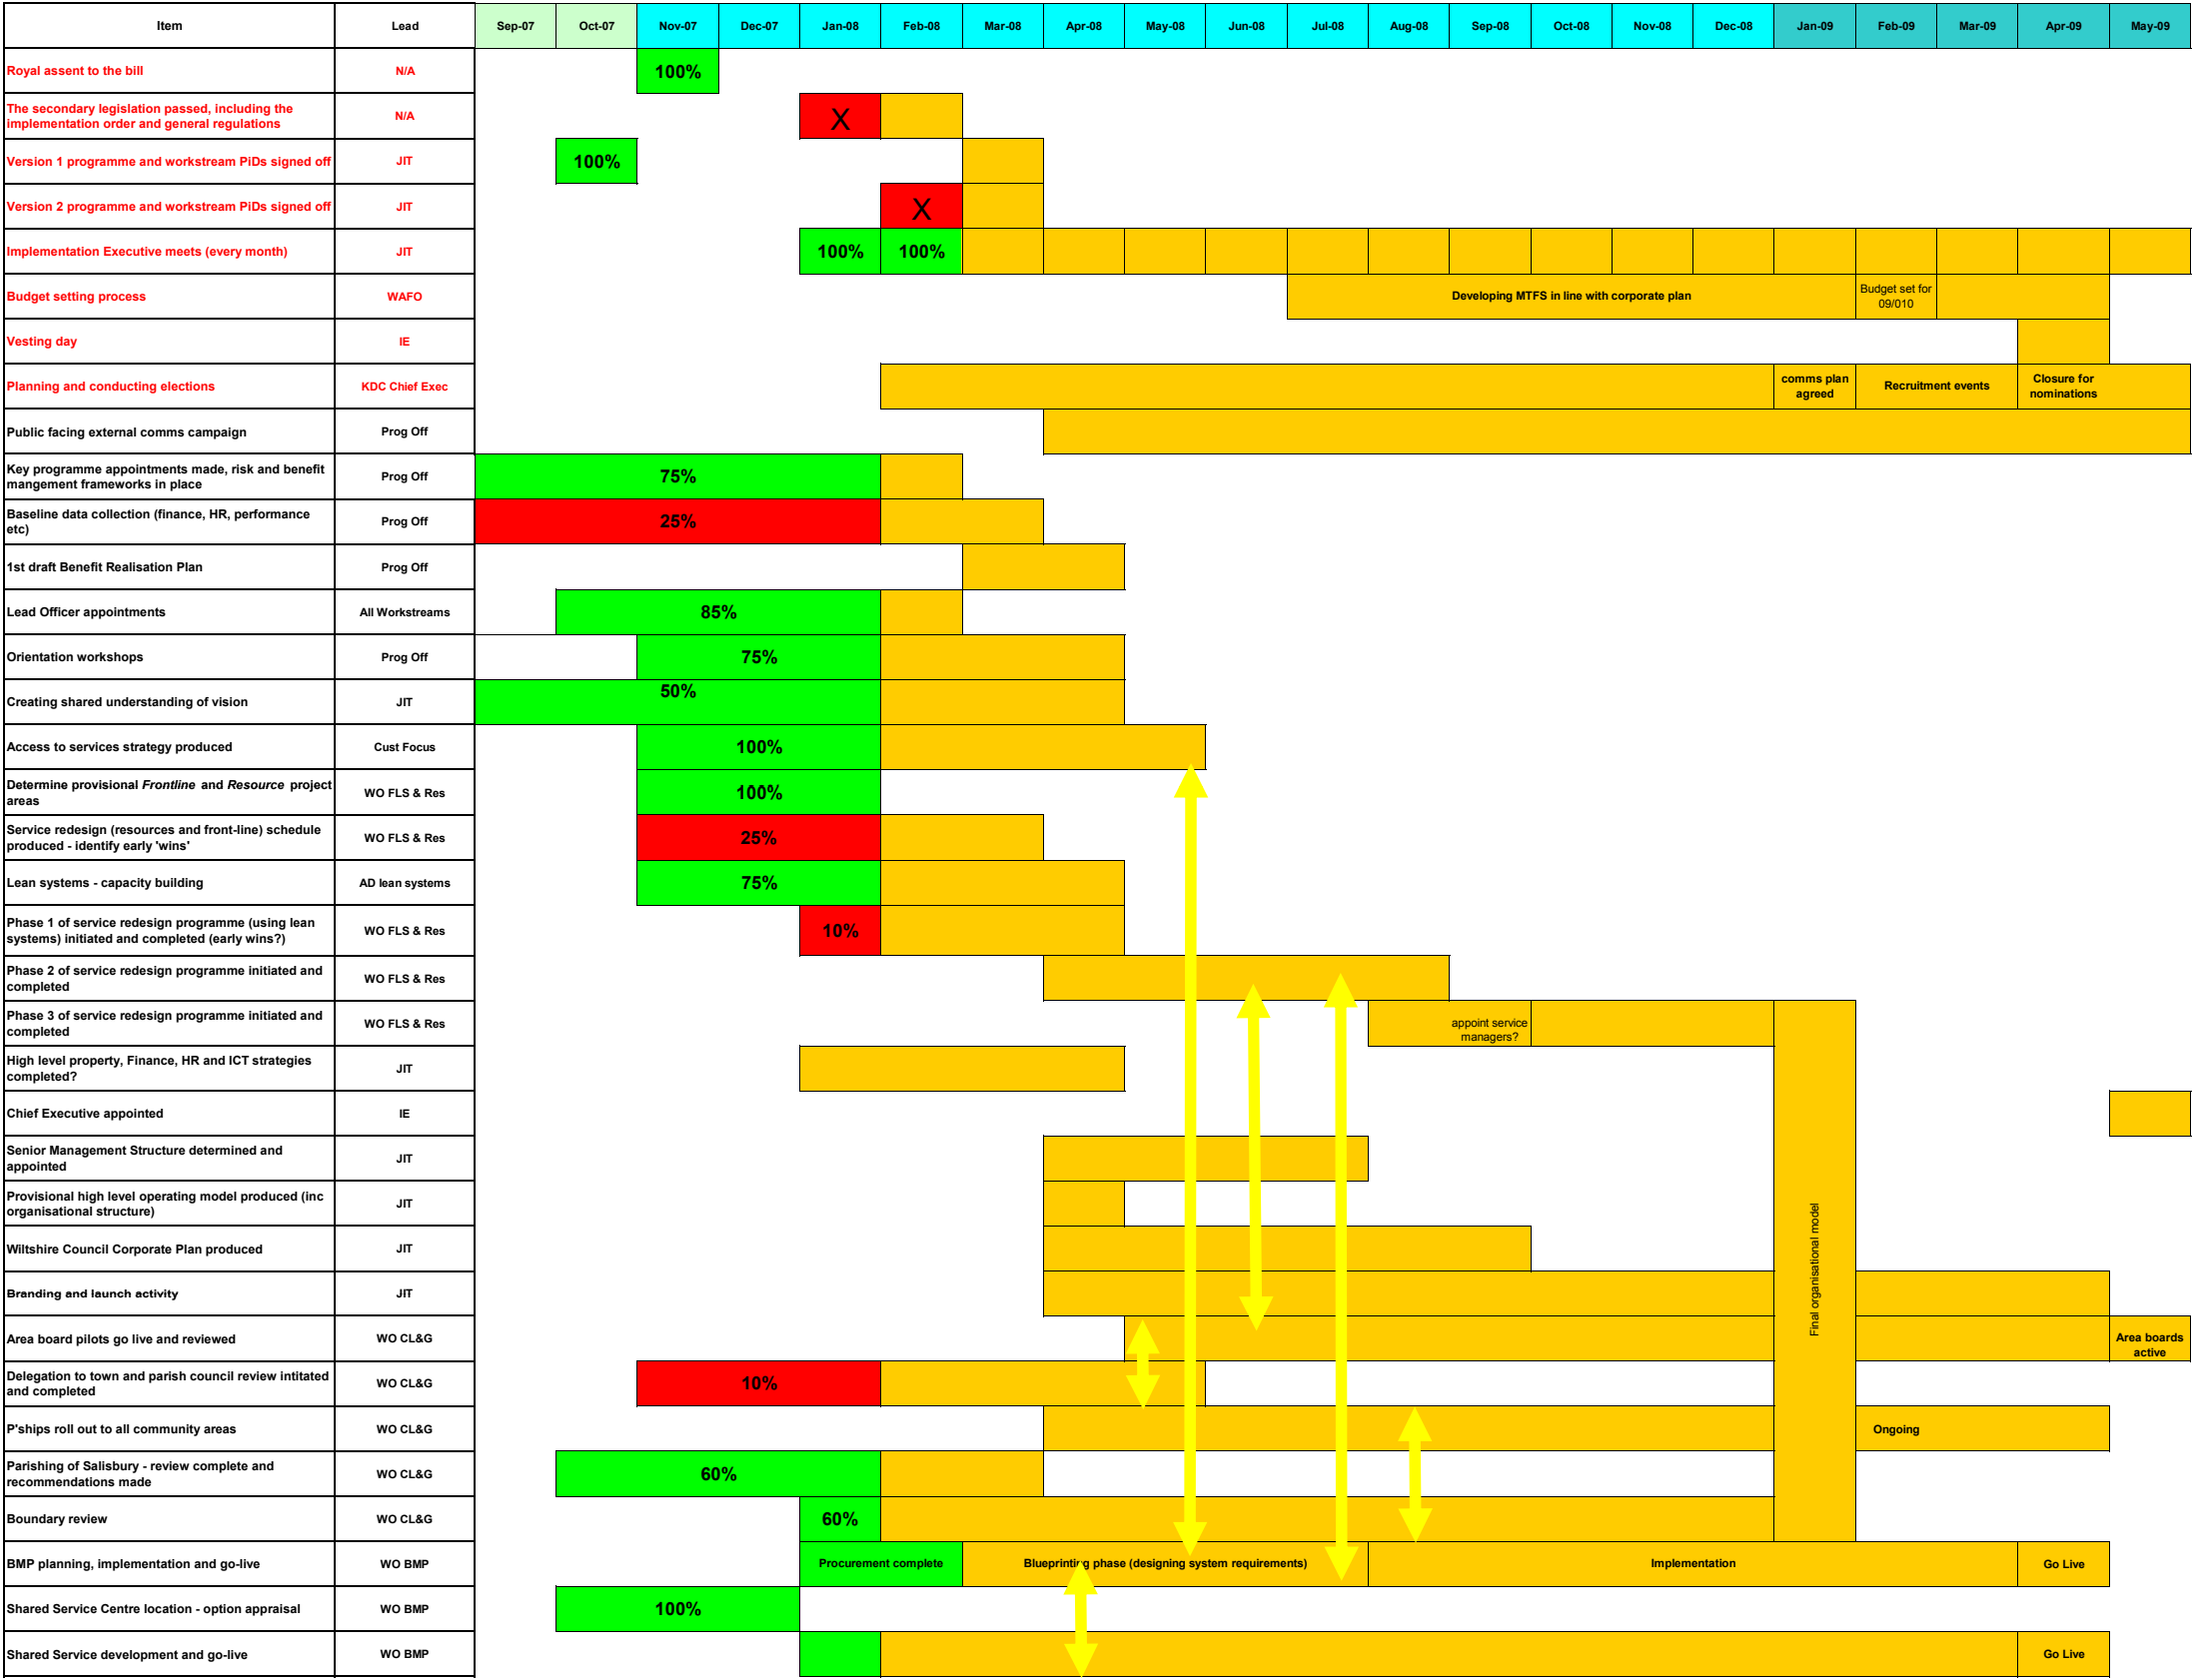 Item Lead Sep-07 Oct-07 Nov-07 Dec-07 Jan-08 Feb-08 Mar-08 Apr-08 May-08 Jun-08 Jul-08 Aug-08 Sep-08 Oct-08 Nov-08 Dec-08 Jan-09 Feb-09 Mar-09 Apr-09 May-09
Royal assent to the bill N/A 100%
The secondary legislation passed, including the
implementation order and general regulations N/A X
Version 1 programme and workstream PiDs signed off JIT 100%
Version 2 programme and workstream PiDs signed off JIT X
Implementation Executive meets (every month) JIT 100% 100%
Budget setting process WAFO Developing MTFS in line with corporate plan Budget set for
09/010
Vesting day IE
Planning and conducting elections KDC Chief Exec comms plan
agreed Recruitment events Closure for
nominations
Public facing external comms campaign Prog Off
Key programme appointments made, risk and benefit
mangement frameworks in place Prog Off 75%
Baseline data collection (finance, HR, performance
etc) Prog Off 25%
1st draft Benefit Realisation Plan Prog Off
Lead Officer appointments All Workstreams 85%
Orientation workshops Prog Off 75%
Creating shared understanding of vision JIT 50%
Access to services strategy produced Cust Focus 100%
Determine provisional Frontline and Resource project
areas WO FLS & Res 100%
Service redesign (resources and front-line) schedule
produced - identify early 'wins' WO FLS & Res 25%
Lean systems - capacity building AD lean systems 75%
Phase 1 of service redesign programme (using lean
systems) initiated and completed (early wins?) WO FLS & Res 10%
Phase 2 of service redesign programme initiated and
completed WO FLS & Res
Phase 3 of service redesign programme initiated and
completed WO FLS & Res appoint service
managers?
High level property, Finance, HR and ICT strategies
completed? JIT
Chief Executive appointed IE
Senior Management Structure determined and
appointed JIT
Provisional high level operating model produced (inc
organisational structure) JIT
Wiltshire Council Corporate Plan produced JIT
Final organisational model
Branding and launch activity JIT
Area board pilots go live and reviewed WO CL&G Area boards
active
Delegation to town and parish council review intitated
and completed WO CL&G 10%
P'ships roll out to all community areas WO CL&G Ongoing
Parishing of Salisbury - review complete and
recommendations made WO CL&G 60%
Boundary review WO CL&G 60%
BMP planning, implementation and go-live WO BMP Procurement complete Blueprinting phase (designing system requirements) Implementation Go Live
Shared Service Centre location - option appraisal WO BMP 100%
Shared Service development and go-live WO BMP Go Live